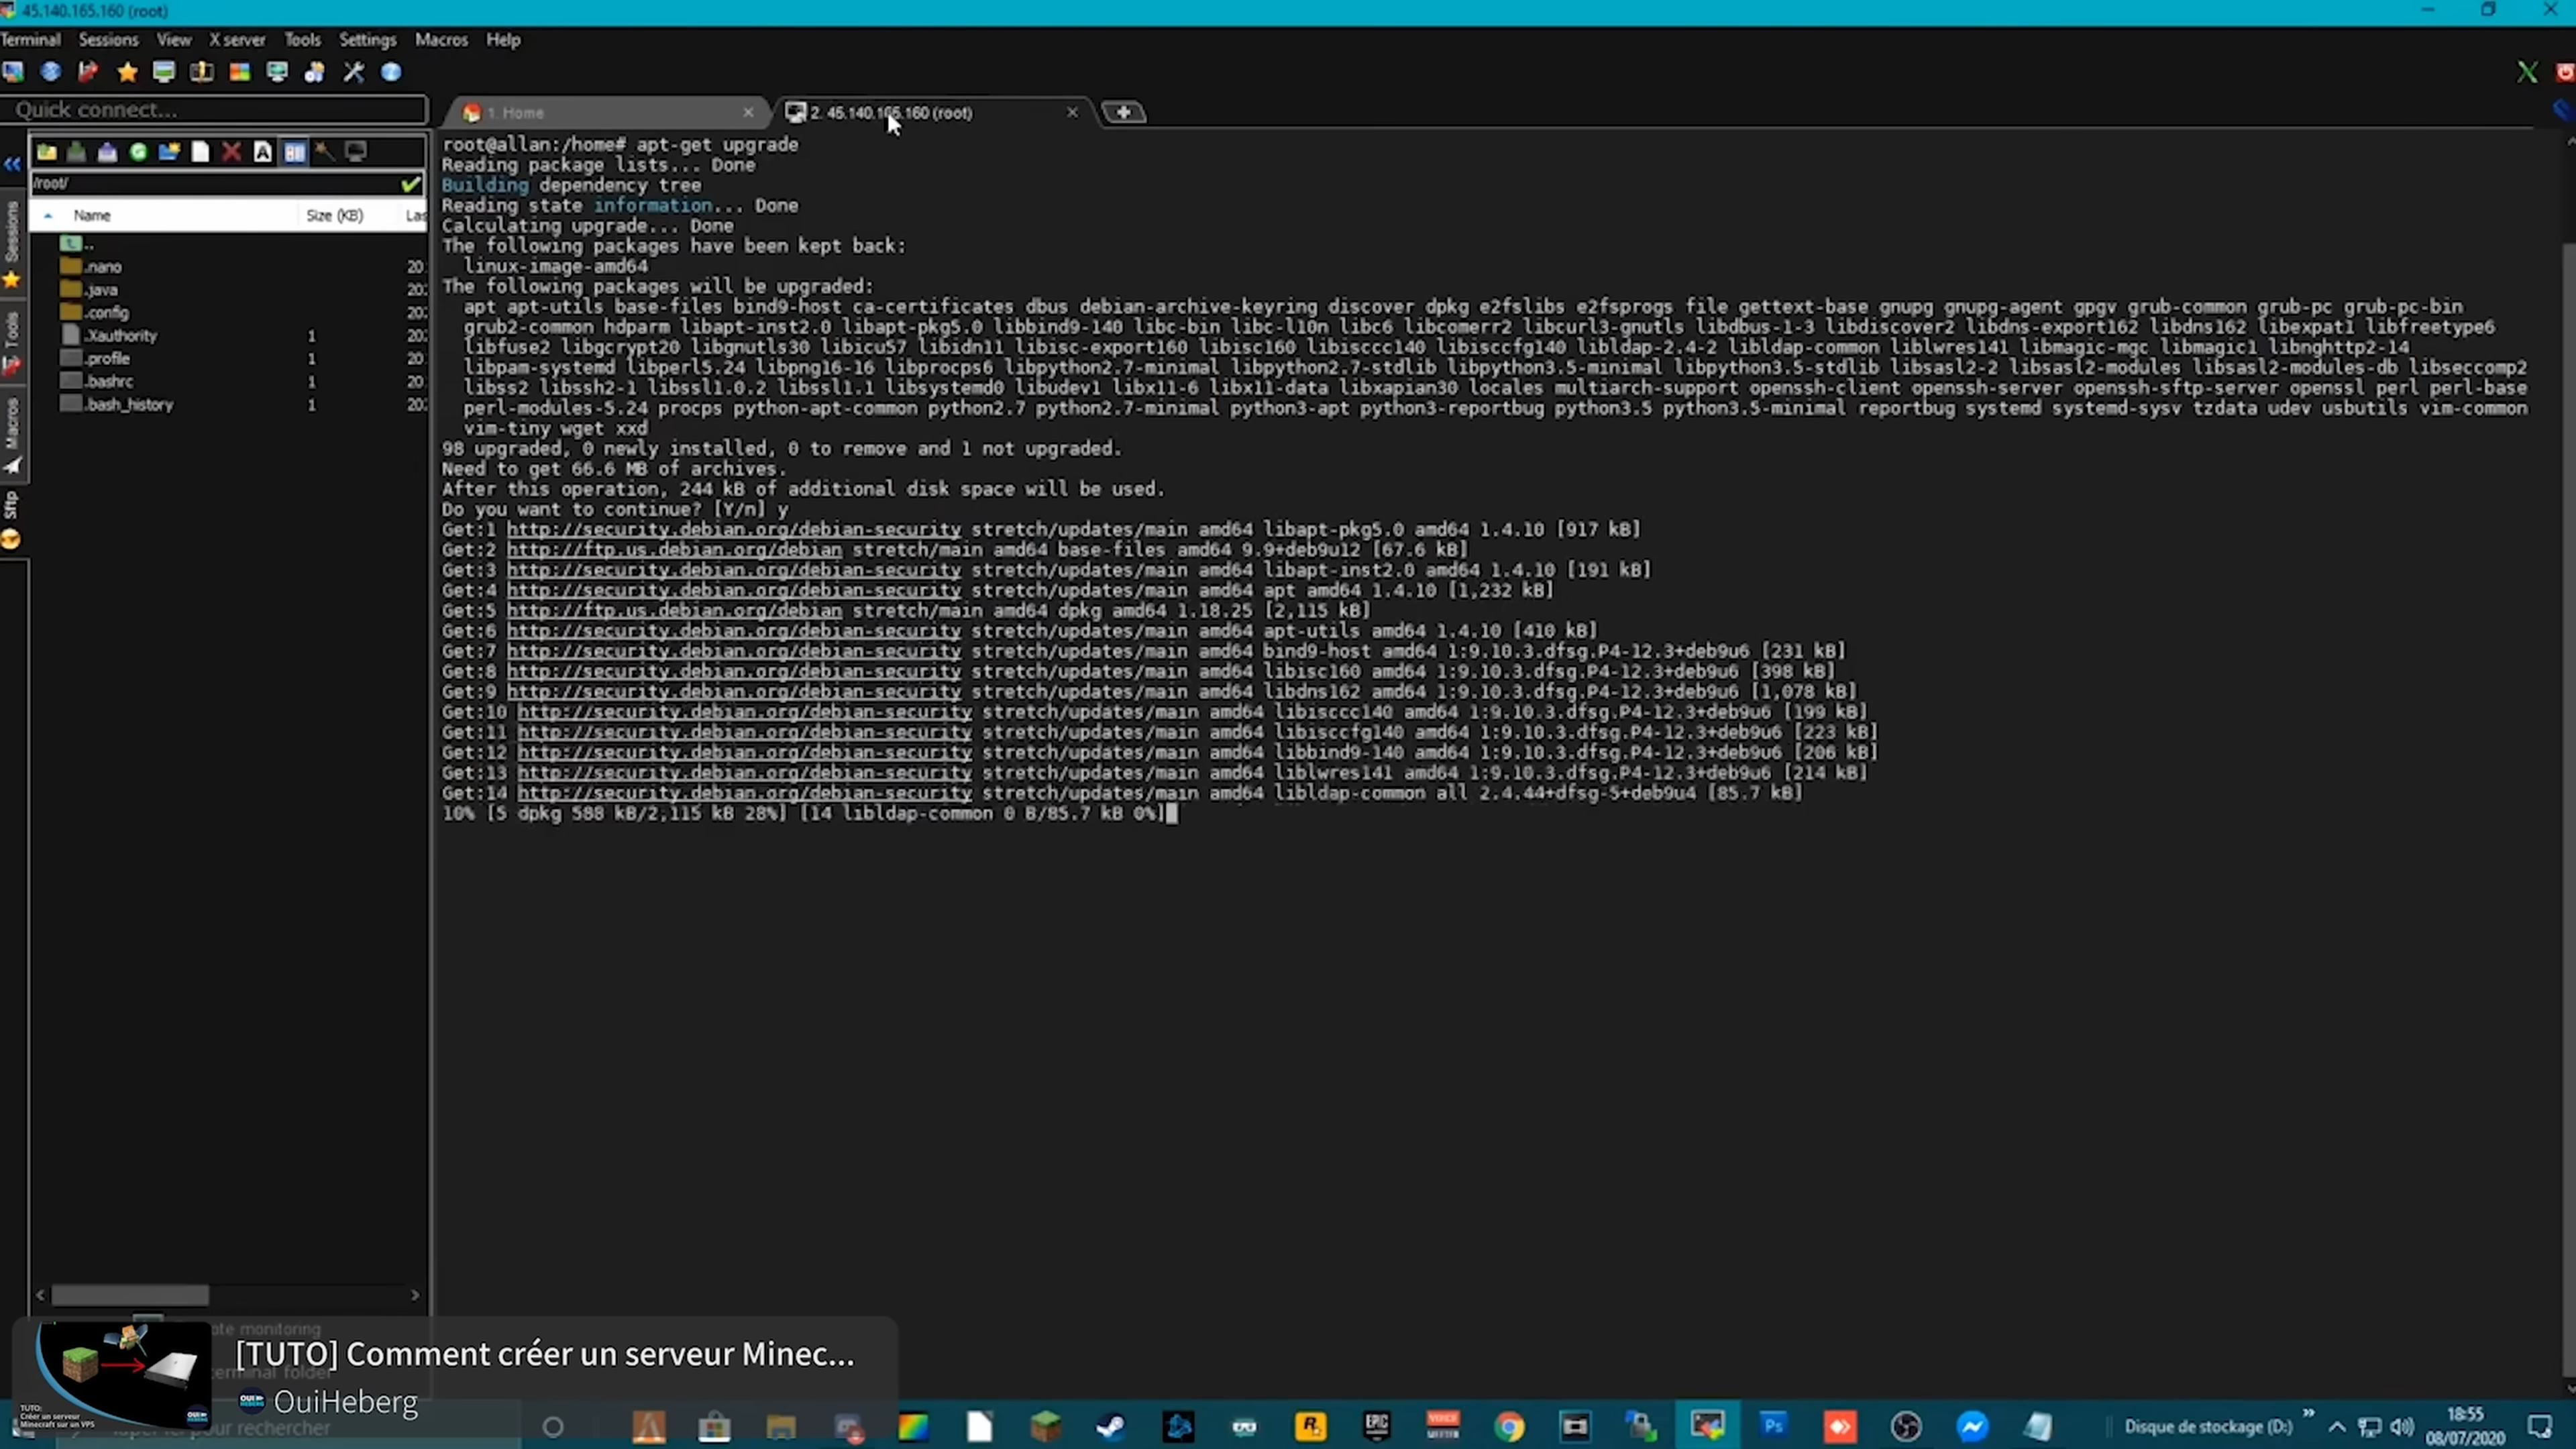 45.140.165.160 (root)
Terminal Sessions View X server Tools Settings Macros Help
Quick connect...
1. Home
2. 45.140.165.160 (root)
/root/
Name Size (KB) Las
..
.nano 20
.java 20
.config 20
.Xauthority 1 20
.profile 1 20
.bashrc 1 20
.bash_history 1 20
Sessions
Tools
Macros
Sftp
root@allan:/home# apt-get upgrade
Reading package lists... Done
Building dependency tree
Reading state information... Done
Calculating upgrade... Done
The following packages have been kept back:
linux-image-amd64
The following packages will be upgraded:
apt apt-utils base-files bind9-host ca-certificates dbus debian-archive-keyring discover dpkg e2fslibs e2fsprogs file gettext-base gnupg gnupg-agent gpgv grub-common grub-pc grub-pc-bin
grub2-common hdparm libapt-inst2.0 libapt-pkg5.0 libbind9-140 libc-bin libc-l10n libc6 libcomerr2 libcurl3-gnutls libdbus-1-3 libdiscover2 libdns-export162 libdns162 libexpat1 libfreetype6
libfuse2 libgcrypt20 libgnutls30 libicu57 libidn11 libisc-export160 libisc160 libisccc140 libisccfg140 libldap-2.4-2 libldap-common liblwres141 libmagic-mgc libmagic1 libnghttp2-14
libpam-systemd libperl5.24 libpng16-16 libprocps6 libpython2.7-minimal libpython2.7-stdlib libpython3.5-minimal libpython3.5-stdlib libsasl2-2 libsasl2-modules libsasl2-modules-db libseccomp2
libss2 libssh2-1 libssl1.0.2 libssl1.1 libsystemd0 libudev1 libx11-6 libx11-data libxapian30 locales multiarch-support openssh-client openssh-server openssh-sftp-server openssl perl perl-base
perl-modules-5.24 procps python-apt-common python2.7 python2.7-minimal python3-apt python3-reportbug python3.5 python3.5-minimal reportbug systemd systemd-sysv tzdata udev usbutils vim-common
vim-tiny wget xxd
98 upgraded, 0 newly installed, 0 to remove and 1 not upgraded.
Need to get 66.6 MB of archives.
After this operation, 244 kB of additional disk space will be used.
Do you want to continue? [Y/n] y
Get:1 http://security.debian.org/debian-security stretch/updates/main amd64 libapt-pkg5.0 amd64 1.4.10 [917 kB]
Get:2 http://ftp.us.debian.org/debian stretch/main amd64 base-files amd64 9.9+deb9u12 [67.6 kB]
Get:3 http://security.debian.org/debian-security stretch/updates/main amd64 libapt-inst2.0 amd64 1.4.10 [191 kB]
Get:4 http://security.debian.org/debian-security stretch/updates/main amd64 apt amd64 1.4.10 [1,232 kB]
Get:5 http://ftp.us.debian.org/debian stretch/main amd64 dpkg amd64 1.18.25 [2,115 kB]
Get:6 http://security.debian.org/debian-security stretch/updates/main amd64 apt-utils amd64 1.4.10 [410 kB]
Get:7 http://security.debian.org/debian-security stretch/updates/main amd64 bind9-host amd64 1:9.10.3.dfsg.P4-12.3+deb9u6 [231 kB]
Get:8 http://security.debian.org/debian-security stretch/updates/main amd64 libisc160 amd64 1:9.10.3.dfsg.P4-12.3+deb9u6 [398 kB]
Get:9 http://security.debian.org/debian-security stretch/updates/main amd64 libdns162 amd64 1:9.10.3.dfsg.P4-12.3+deb9u6 [1,078 kB]
Get:10 http://security.debian.org/debian-security stretch/updates/main amd64 libisccc140 amd64 1:9.10.3.dfsg.P4-12.3+deb9u6 [199 kB]
Get:11 http://security.debian.org/debian-security stretch/updates/main amd64 libisccfg140 amd64 1:9.10.3.dfsg.P4-12.3+deb9u6 [223 kB]
Get:12 http://security.debian.org/debian-security stretch/updates/main amd64 libbind9-140 amd64 1:9.10.3.dfsg.P4-12.3+deb9u6 [206 kB]
Get:13 http://security.debian.org/debian-security stretch/updates/main amd64 liblwres141 amd64 1:9.10.3.dfsg.P4-12.3+deb9u6 [214 kB]
Get:14 http://security.debian.org/debian-security stretch/updates/main amd64 libldap-common all 2.4.44+dfsg-5+deb9u4 [85.7 kB]
10% [5 dpkg 588 kB/2,115 kB 28%] [14 libldap-common 0 B/85.7 kB 0%]
monitoring
[TUTO] Comment créer un serveur Minec...
terminal folder
OuiHeberg
TUTO:
Créer un serveur
Minecraft sur un VPS
pour rechercher
EPIC
Ps
Disque de stockage (D:)
18:55
08/07/2020